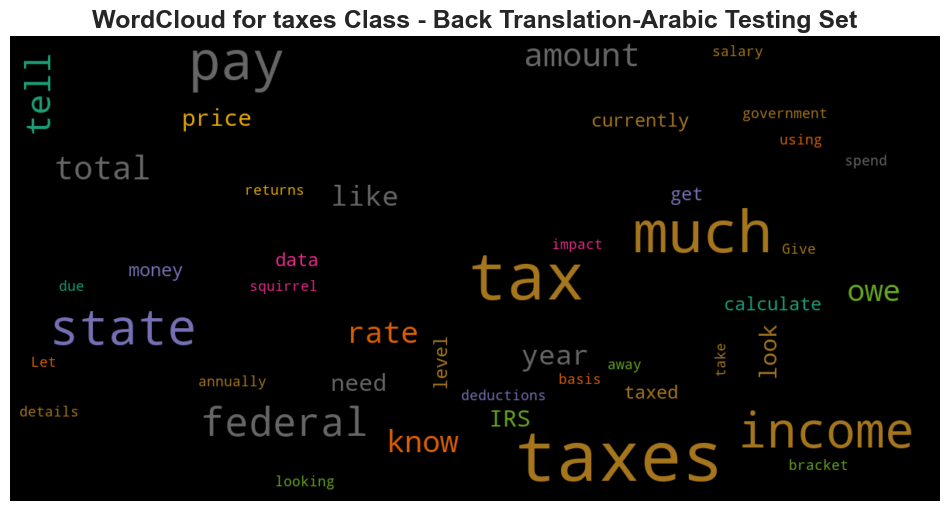 WordCloud for taxes Class - Back Translation-Arabic Testing Set
tell
pay
amount
salary
price
currently
government
using
total
spend
returns
like
get
much
impact
Give
data
money
tax
due
squirrel
owe
calculate
state
rate
level
year
look
take
Let
away
annually
need
basis
deductions
taxed
details
federal
IRS
know
taxes
income
bracket
looking